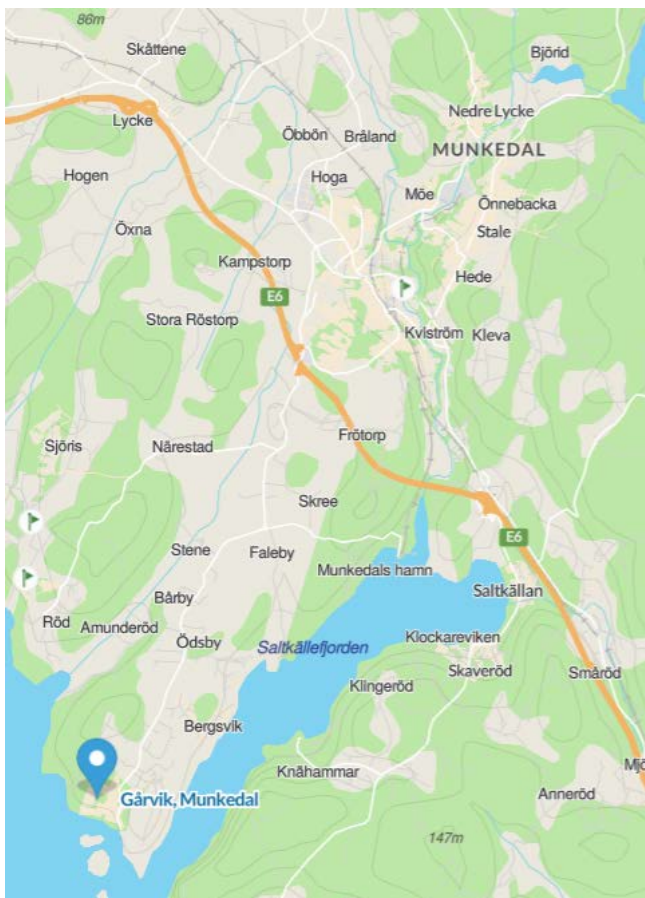 86m
Skåttene
Björid
Lycke
Nedre Lycke
Öbbön
Bråland
MUNKEDAL
Hogen
Hoga
Möe
Önnebacka
Öxna
Stale
Kampstorp
Hede
E6
Stora Röstorp
Kviström
Kleva
Sjöris
Närestad
Frötorp
Skree
E6
Stene
Faleby
Munkedals hamn
Saltkällan
Bårby
Röd
Amunderöd
Ödsby
Saltkällefjorden
Klockareviken
Skaveröd
Småröd
Klingeröd
Bergsvik
Knähammar
Mjö
Gårvik, Munkedal
Anneröd
147m